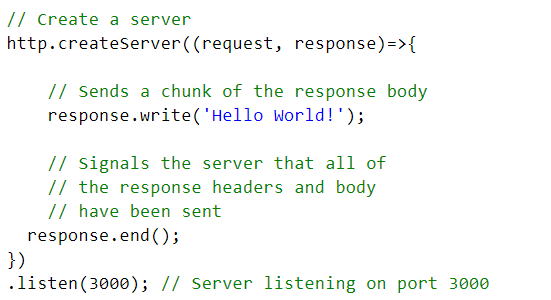 // Create a server
http.createServer((request, response)=>{
// Sends a chunk of the response body
response.write('Hello World!');
// Signals the server that all of
// the response headers and body
// have been sent
response.end();
})
.listen(3000); // Server listening on port 3000